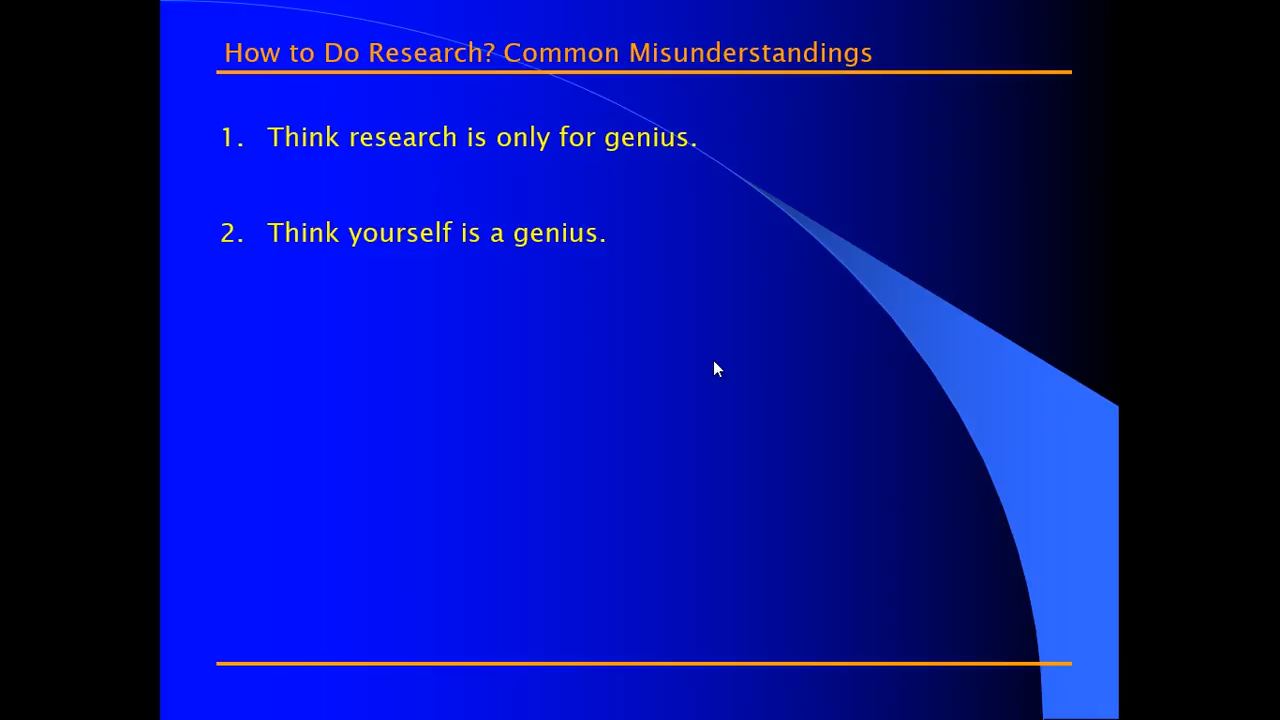 How to Do Research? Common Misunderstandings
1. Think research is only for genius.
2. Think yourself is a genius.